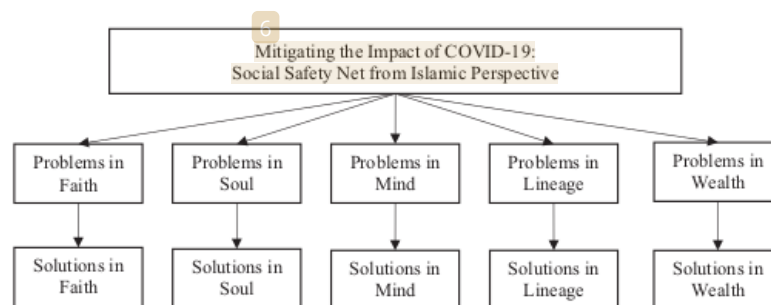 6
Mitigating the Impact of COVID-19:
Social Safety Net from Islamic Perspective
Problems in
Faith
Problems in
Soul
Problems in
Mind
Problems in
Lineage
Problems in
Wealth
Solutions in
Faith
Solutions in
Soul
Solutions in
Mind
Solutions in
Lineage
Solutions in
Wealth